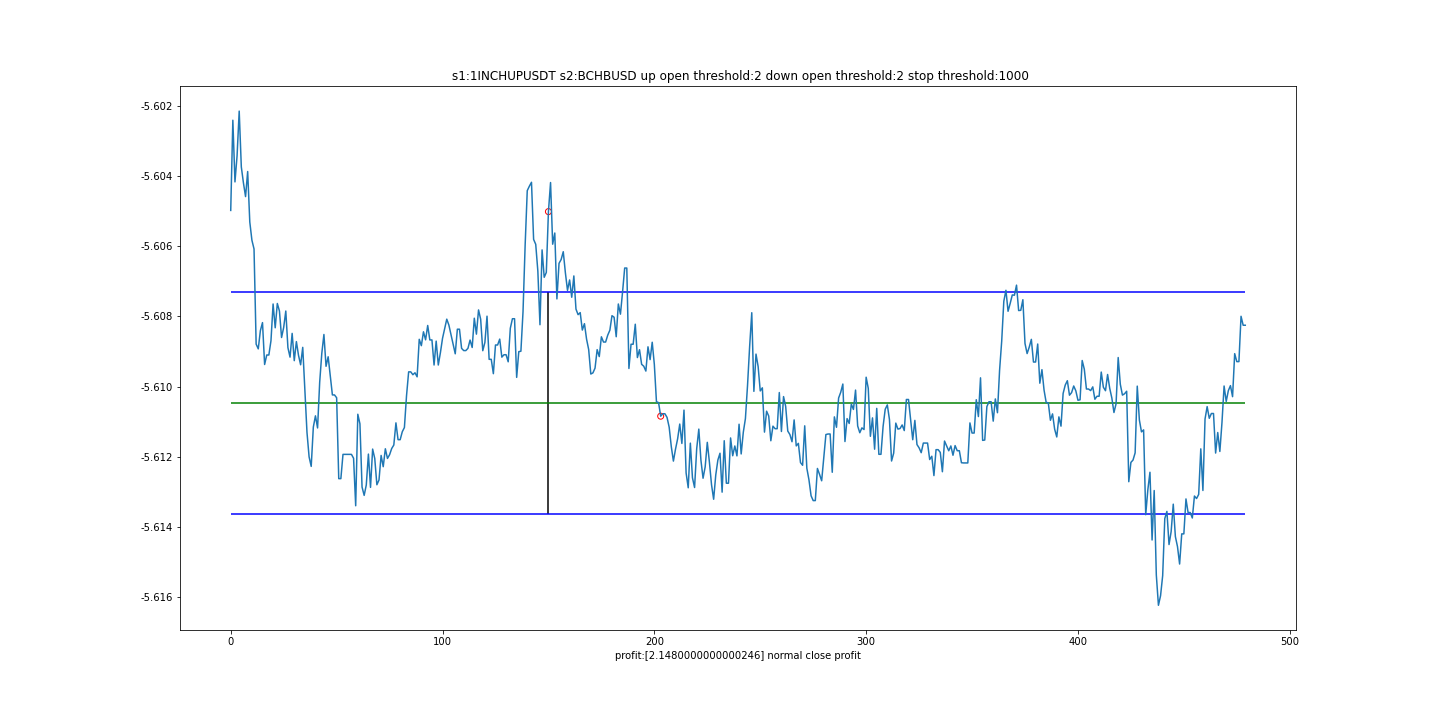 s1:1INCHUPUSDT s2:BCHBUSD up open threshold:2 down open threshold:2 stop threshold:1000
-5.602
-5.604
-5.606
-5.608
-5.610
-5.612
-5.614
-5.616
0 100 200 300 400 500
profit:[2.1480000000000246] normal close profit